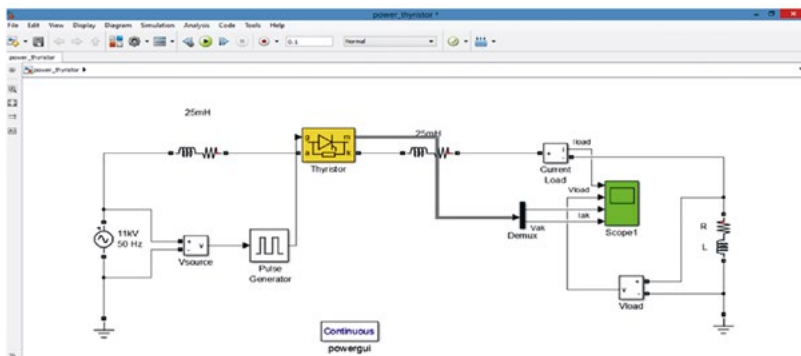 power_thyristor *
File Edit View Display Diagram Simulation Analysis Code Tools Help
0.1 Normal
power_thyristor
power_thyristor
25mH
g m
a k
Thyristor
25mH
+ i
-
Current
Load
Iload
Vload
Iak
Vak
Scope1
Demux
11kV
50 Hz
+ v
-
Vsource
Pulse
Generator
R
L
v +
-
Vload
Continuous
powergui